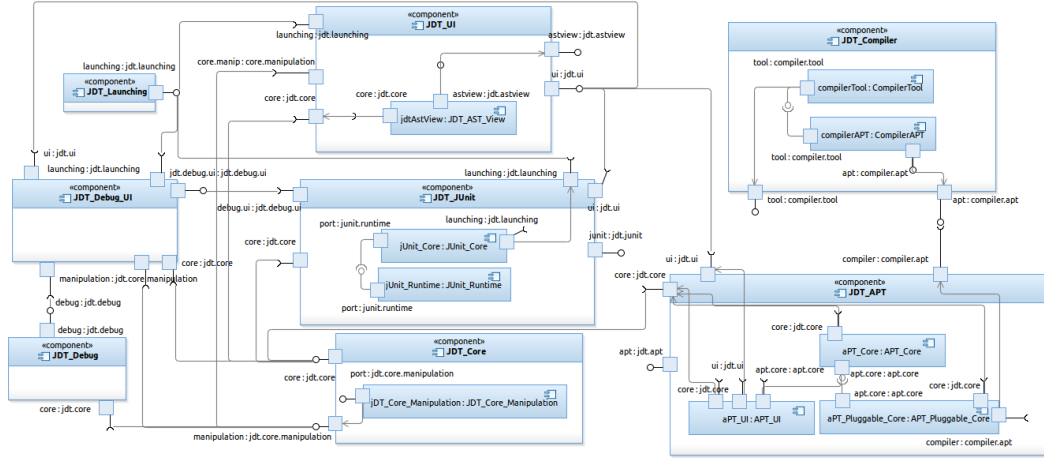 «component»
JDT_UI
launching : jdt.launching
astview : jdt.astview
core.manip : core.manipulation
ui : jdt.ui
core : jdt.core
core : jdt.core
astview : jdt.astview
jdtAstView : JDT_AST_View
launching : jdt.launching
«component»
JDT_Launching
«component»
JDT_Compiler
tool : compiler.tool
compilerTool : CompilerTool
compilerAPT : CompilerAPT
tool : compiler.tool
apt : compiler.apt
tool : compiler.tool
apt : compiler.apt
ui : jdt.ui
launching : jdt.launching
jdt.debug.ui : jdt.debug.ui
launching : jdt.launching
«component»
JDT_Debug_UI
debug.ui : jdt.debug.ui
core : jdt.core
manipulation : jdt.core.manipulation
«component»
JDT_JUnit
ui : jdt.ui
launching : jdt.launching
port : junit.runtime
jUnit_Core : JUnit_Core
junit : jdt.junit
core : jdt.core
jUnit_Runtime : JUnit_Runtime
port : junit.runtime
debug : jdt.debug
debug : jdt.debug
«component»
JDT_Debug
core : jdt.core
«component»
JDT_Core
core : jdt.core
port : jdt.core.manipulation
jDT_Core_Manipulation : JDT_Core_Manipulation
manipulation : jdt.core.manipulation
ui : jdt.ui
compiler : compiler.apt
core : jdt.core
«component»
JDT_APT
core : jdt.core
aPT_Core : APT_Core
apt : jdt.apt
ui : jdt.ui
apt.core : apt.core
core : jdt.core
apt.core : apt.core
core : jdt.core
aPT_UI : APT_UI
aPT_Pluggable_Core : APT_Pluggable_Core
compiler : compiler.apt